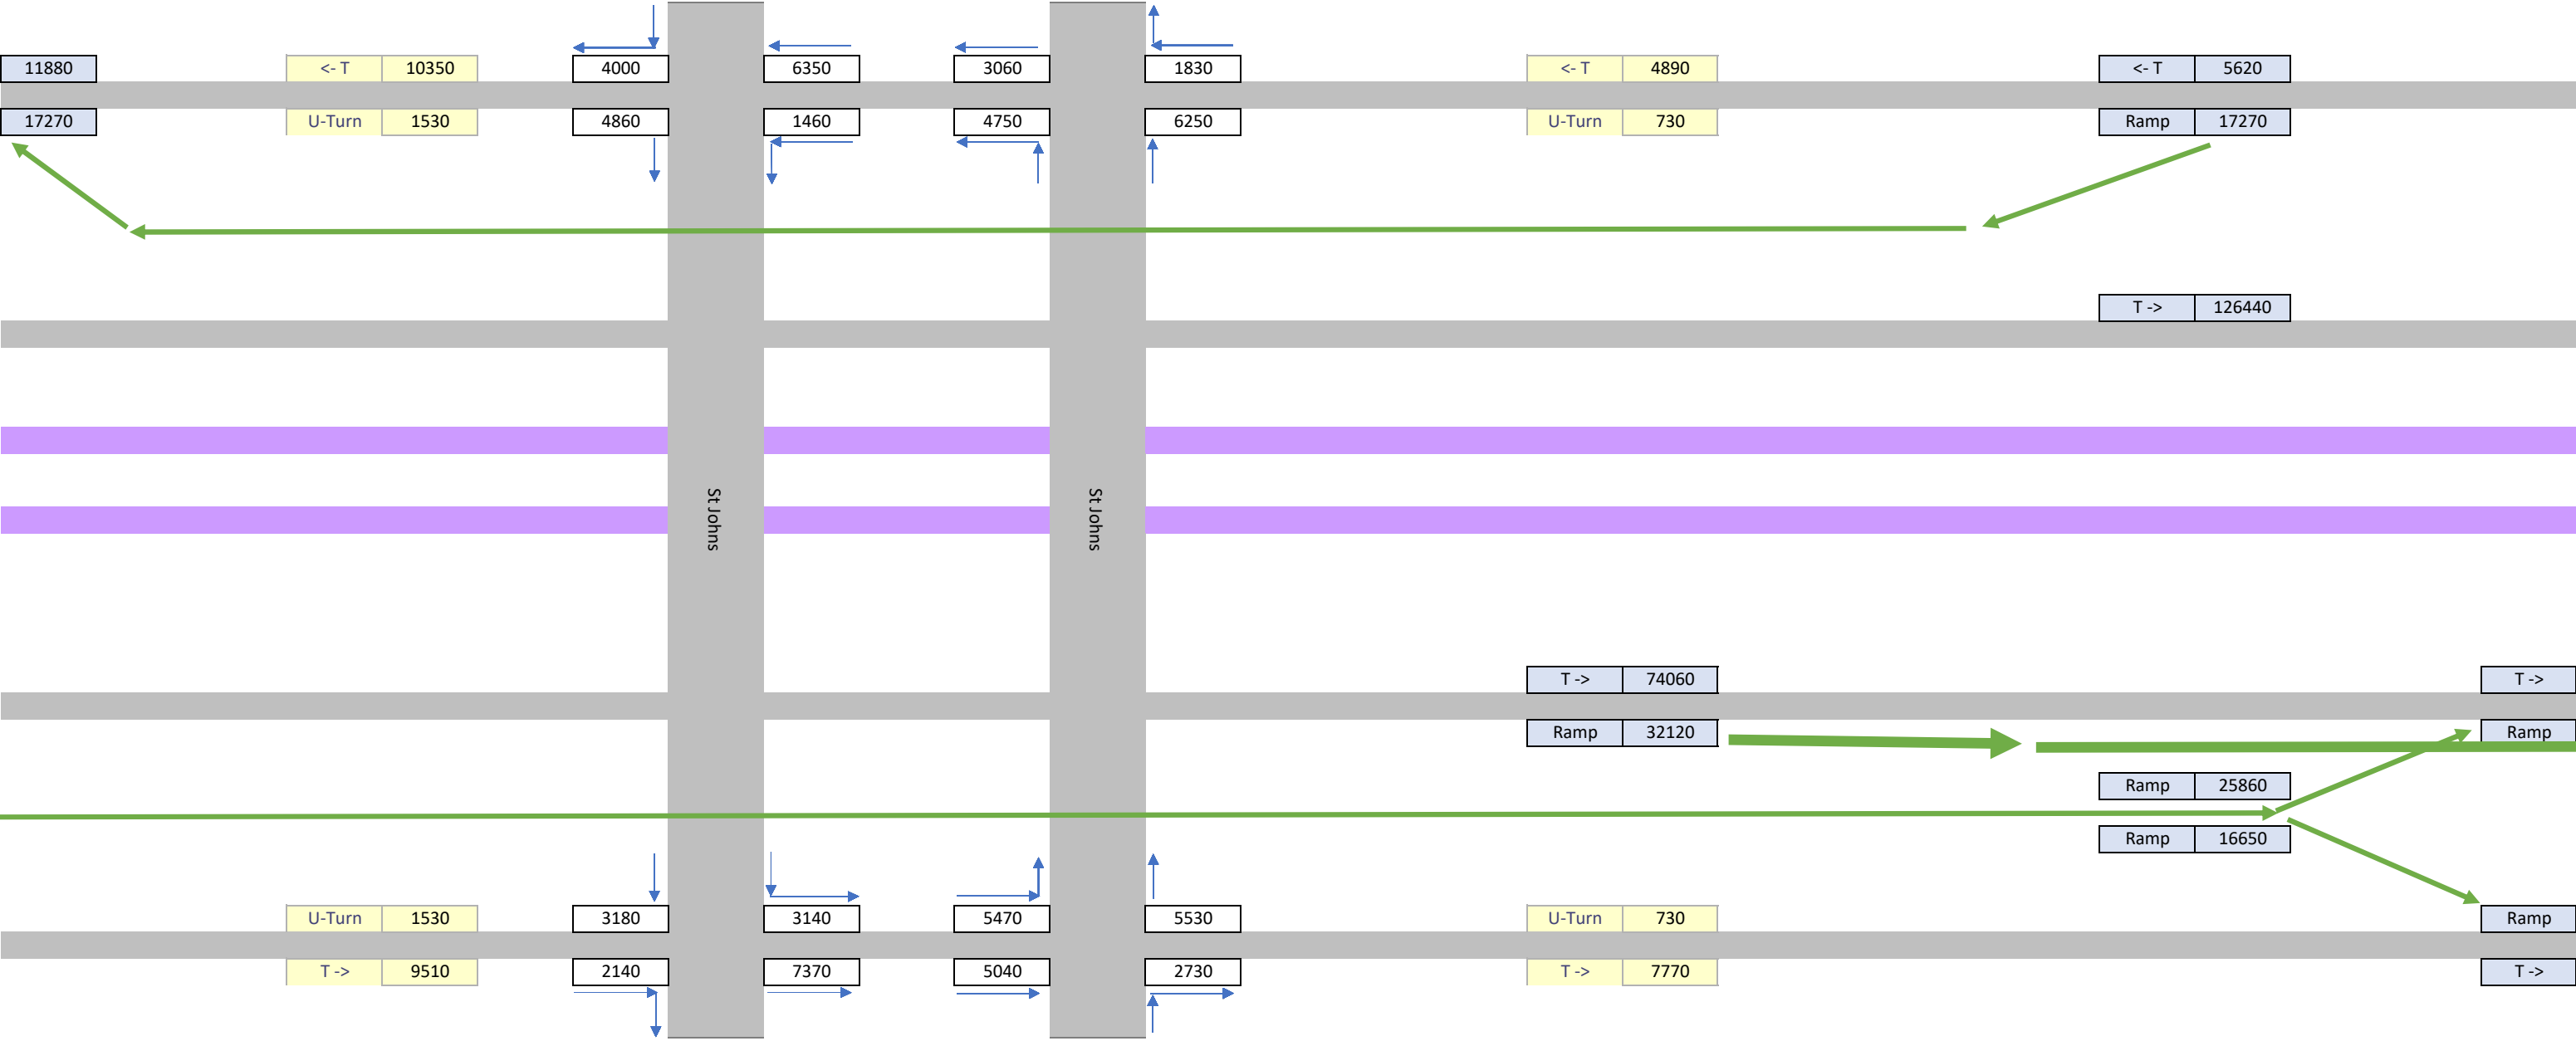 11880 <- T 10350 4000 6350 3060 1830 <- T 4890 <- T 5620
17270 U-Turn 1530 4860 1460 4750 6250 U-Turn 730 Ramp 17270
T -> 126440
St Johns St Johns
T -> 74060 T ->
Ramp 32120 Ramp
Ramp 25860
Ramp 16650
U-Turn 1530 3180 3140 5470 5530 U-Turn 730 Ramp
T -> 9510 2140 7370 5040 2730 T -> 7770 T ->